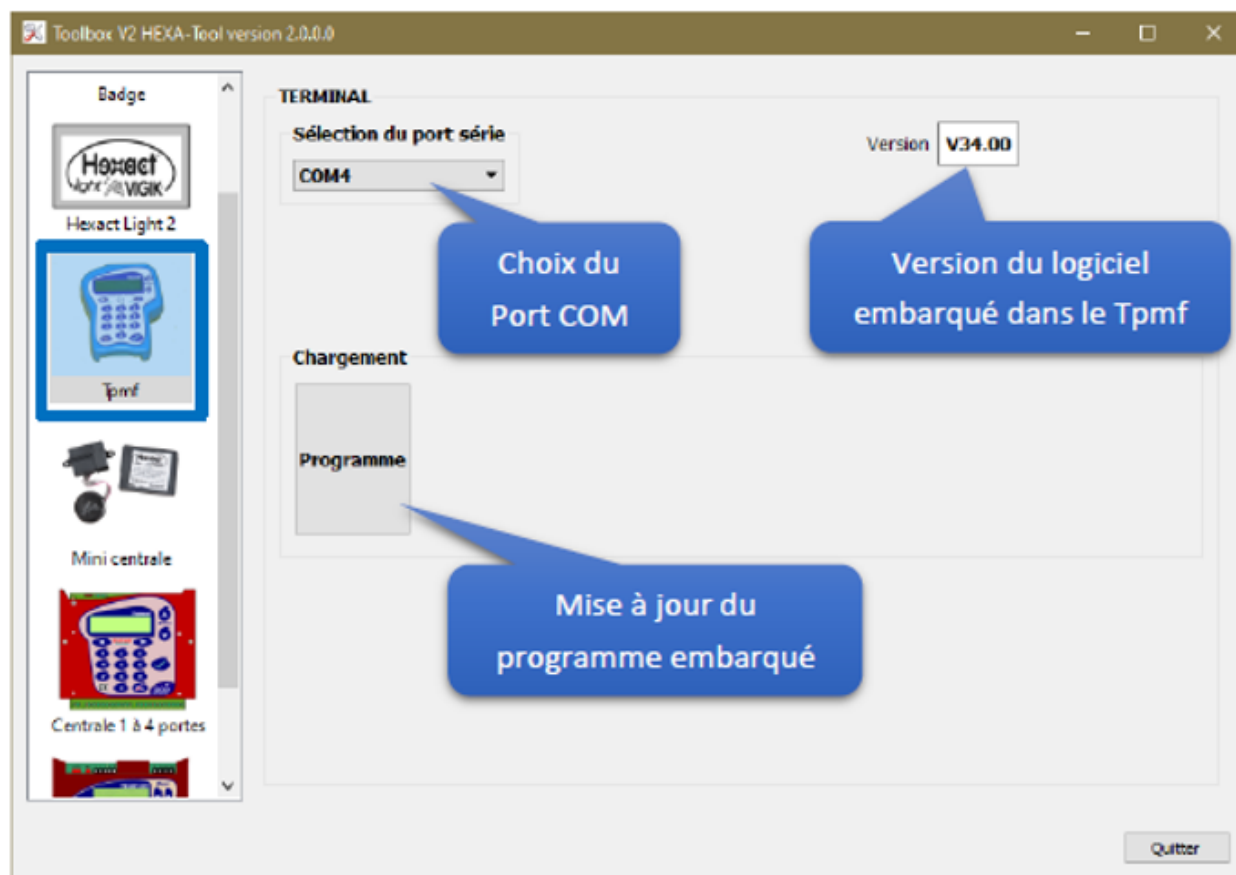 Toolbox V2 HEXA-Tool version 2.0.0.0
Badge
Hexact
light VIGIK
Hexact Light 2
Tpmf
Mini centrale
Centrale 1 à 4 portes
TERMINAL
Sélection du port série
COM4
Version V34.00
Choix du
Port COM
Version du logiciel
embarqué dans le Tpmf
Chargement
Programme
Mise à jour du
programme embarqué
Quitter